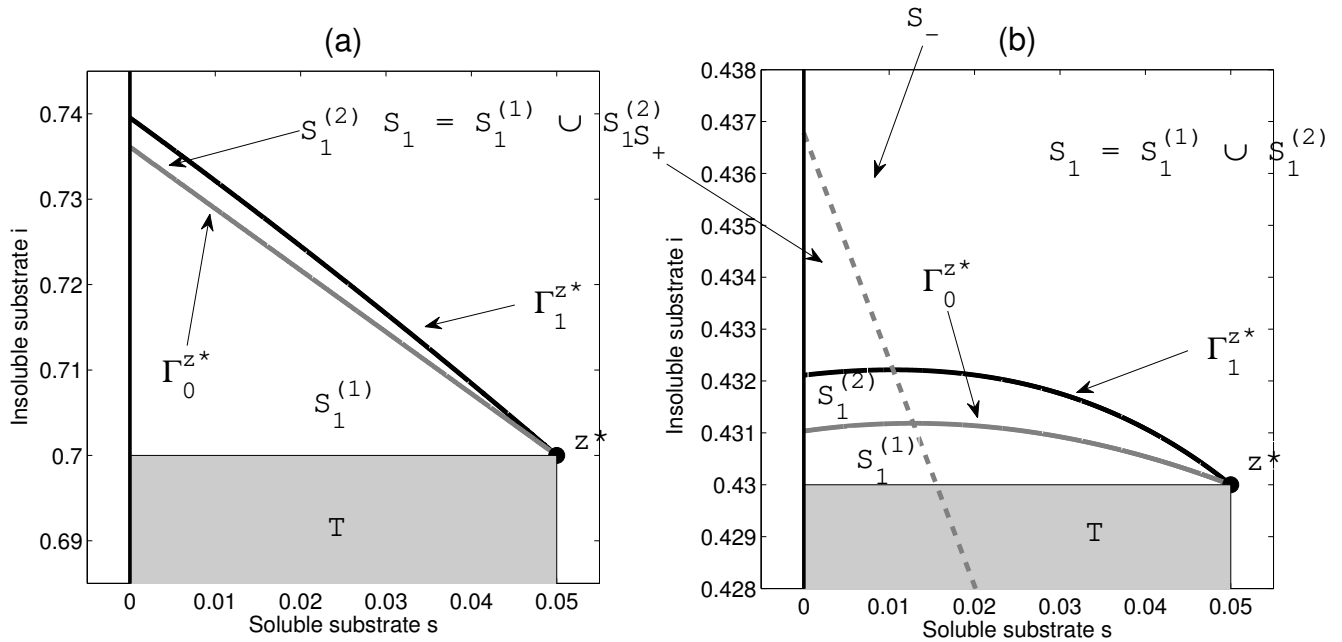 (a)
0.74
0.73
0.72
0.71
0.7
0.69
Insoluble substrate i
0 0.01 0.02 0.03 0.04 0.05
Soluble substrate s
S₁⁽²⁾
S₁ = S₁⁽¹⁾ ∪ S₁⁽²⁾
Γ₁ᶻ*
Γ₀ᶻ*
S₁⁽¹⁾
z*
T
(b)
S₋
S₊
0.438
0.437
0.436
0.435
0.434
0.433
0.432
0.431
0.43
0.429
0.428
Insoluble substrate i
0 0.01 0.02 0.03 0.04 0.05
Soluble substrate s
S₁ = S₁⁽¹⁾ ∪ S₁⁽²⁾
Γ₀ᶻ*
Γ₁ᶻ*
S₁⁽²⁾
S₁⁽¹⁾
z*
T